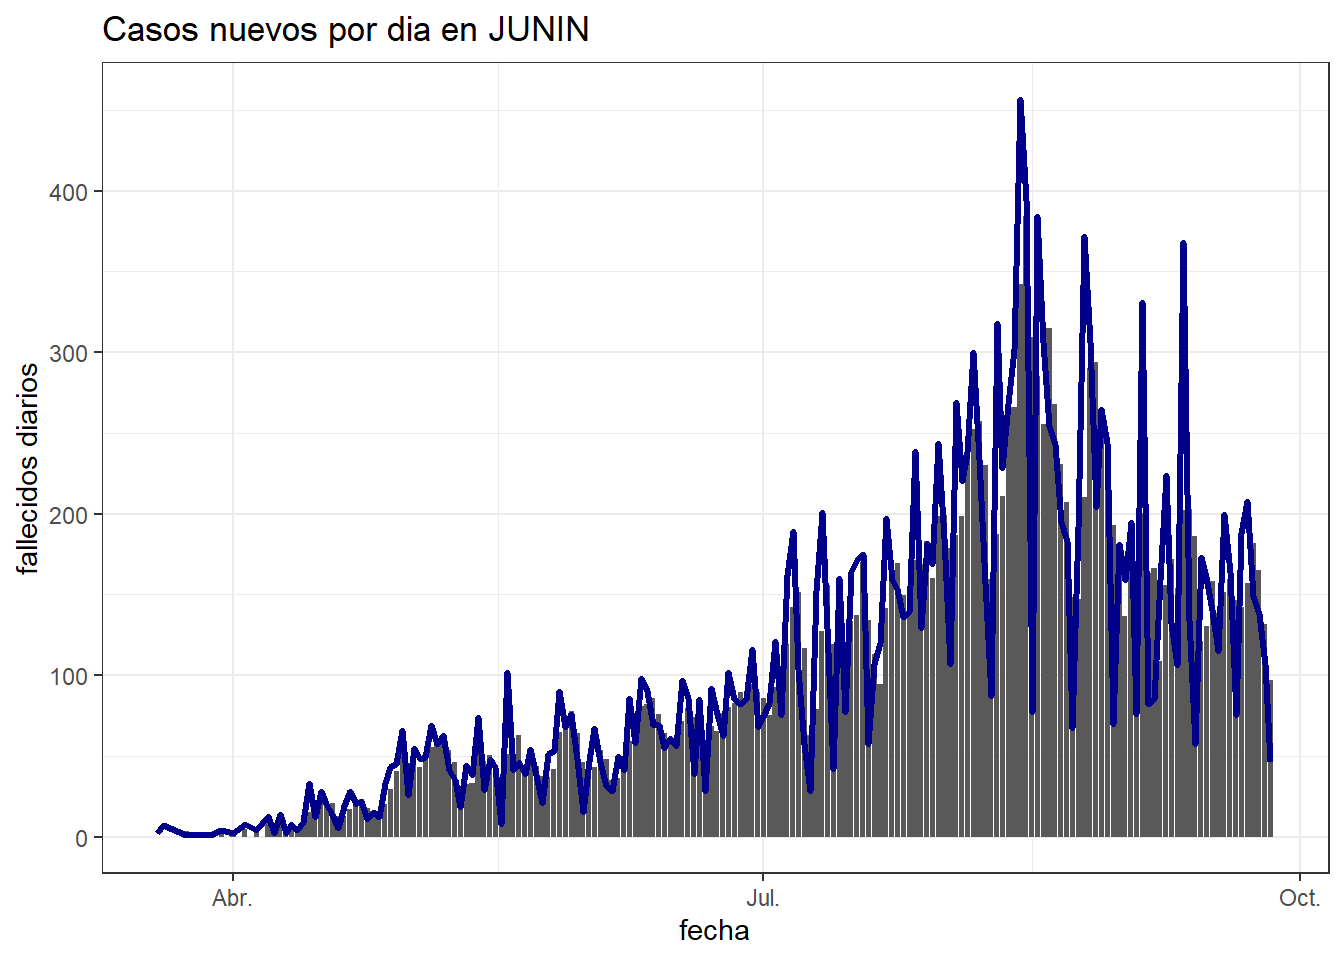 Casos nuevos por dia en JUNIN
fallecidos diarios
400
300
200
100
0
Abr.
Jul.
Oct.
fecha